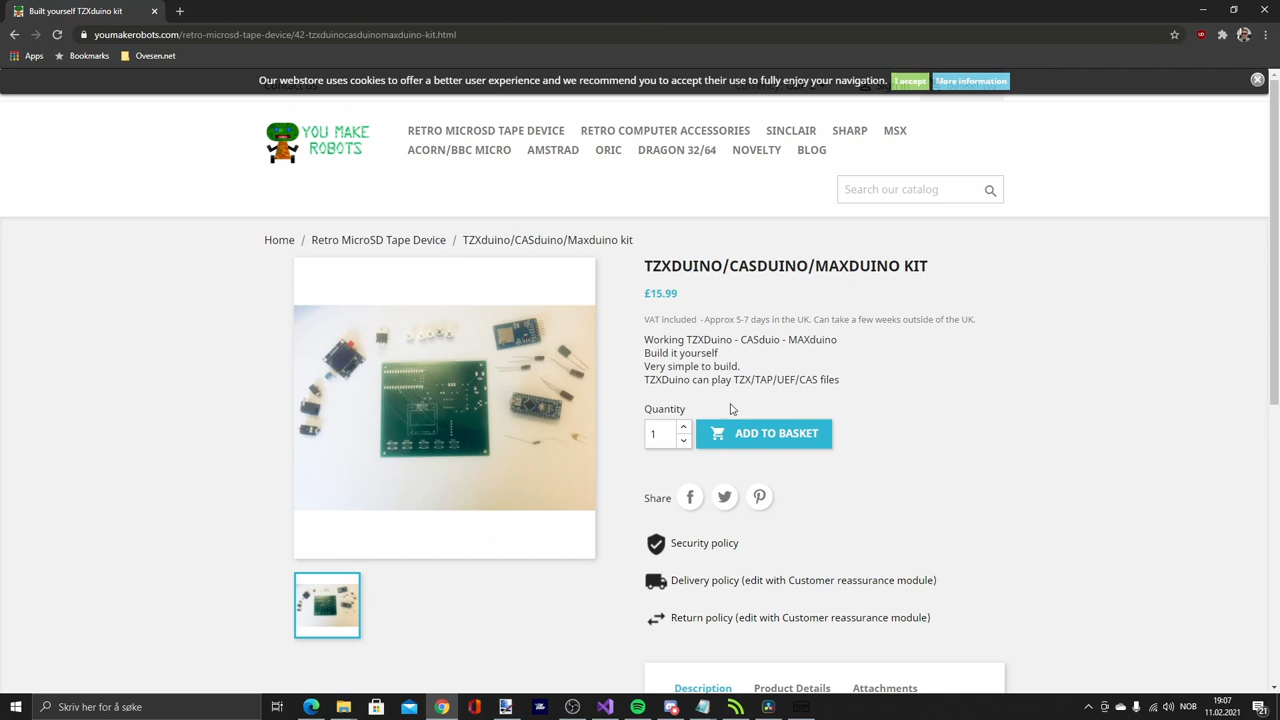 Built yourself TZXduino kit
youmakerobots.com/retro-microsd-tape-device/42-tzxduinocasduinomaxduino-kit.html
Apps
Bookmarks
Ovesen.net
Our webstore uses cookies to offer a better user experience and we recommend you to accept their use to fully enjoy your navigation.
I accept
More information
YOU MAKE
ROBOTS
RETRO MICROSD TAPE DEVICE
RETRO COMPUTER ACCESSORIES
SINCLAIR
SHARP
MSX
ACORN/BBC MICRO
AMSTRAD
ORIC
DRAGON 32/64
NOVELTY
BLOG
Search our catalog
Home / Retro MicroSD Tape Device / TZXduino/CASduino/Maxduino kit
TZXDUINO/CASDUINO/MAXDUINO KIT
£15.99
VAT included - Approx 5-7 days in the UK. Can take a few weeks outside of the UK.
Working TZXDuino - CASduio - MAXduino
Build it yourself
Very simple to build.
TZXDuino can play TZX/TAP/UEF/CAS files
Quantity
1
ADD TO BASKET
Share
Security policy
Delivery policy (edit with Customer reassurance module)
Return policy (edit with Customer reassurance module)
Description
Product Details
Attachments
Skriv her for å søke
NOB
19:07
11.02.2021